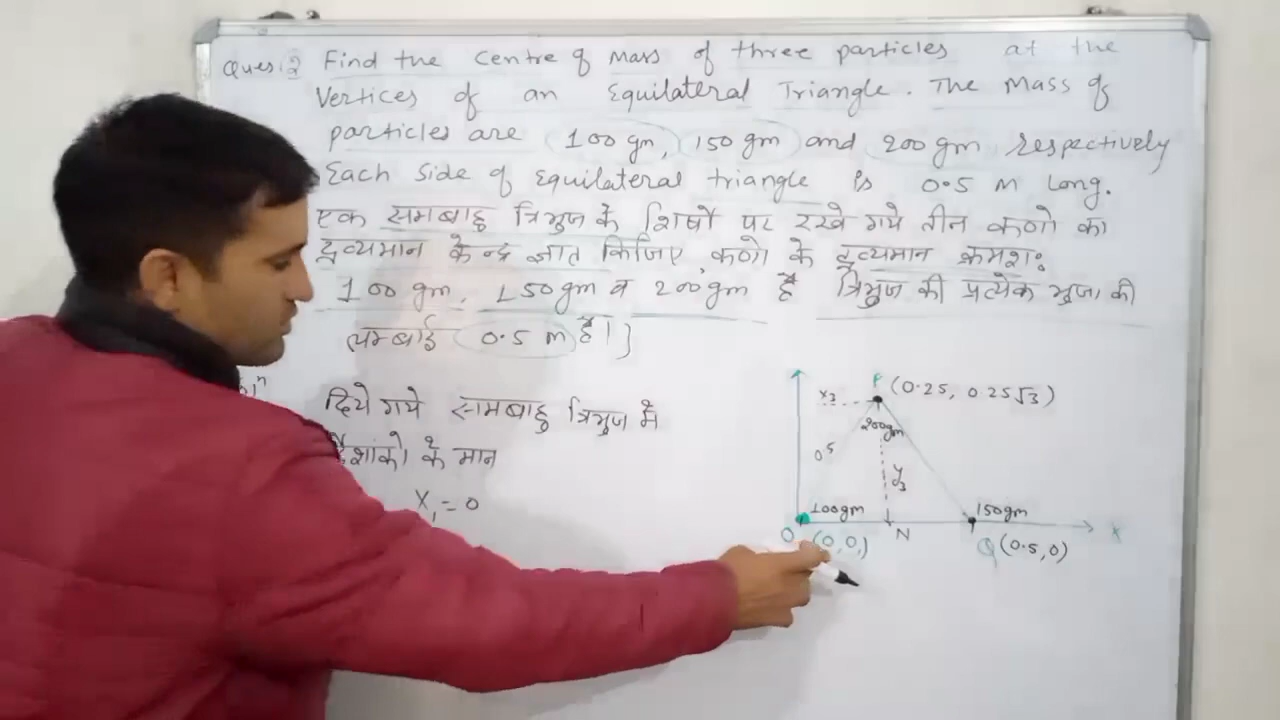 Ques:2 Find the Centre of Mass of three particles at the
Vertices of an Equilateral Triangle. The Mass of
particles are 100 gm, 150 gm and 200 gm respectively
Each Side of Equilateral triangle is 0.5 M Long.
एक समबाहु त्रिभुज के शिर्षो पर रखे गये तीन कणो का
द्रव्यमान केन्द्र ज्ञात किजिए, कणो के द्रव्यमान क्रमशः
100 gm, 150gm व 200gm है त्रिभुज की प्रत्येक भुजा की
लम्बाई 0.5 m है।]
दिये गये सामबाहु त्रिभुज मे
के मान
X₁ = 0
P (0.25, 0.25√3)
x₃
200gm
0.5
y₃
100gm
150gm
O (0,0,)
N
Q (0.5,0)
X